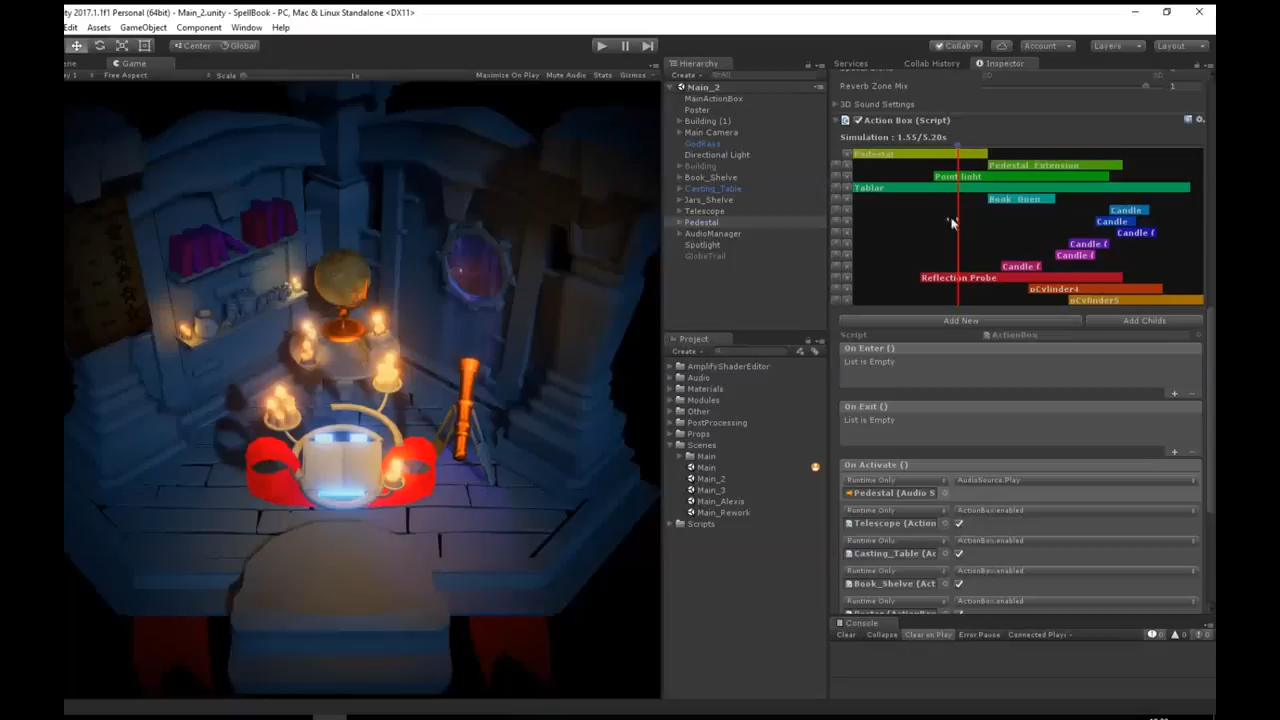 ty 2017.1.1f1 Personal (64bit) - Main_2.unity - SpellBook - PC, Mac & Linux Standalone <DX11>
Edit Assets GameObject Component Window Help
Center Global Collab Account Layers Layout
Game
Free Aspect Scale 1x Maximize On Play Mute Audio Stats Gizmos
Hierarchy
Create All
Main_2
MainActionBox
Poster
Building (1)
Main Camera
GodRays
Directional Light
Building
Book_Shelve
Casting_Table
Jars_Shelve
Telescope
Pedestal
AudioManager
Spotlight
GlobeTrail
Project
Create
AmplifyShaderEditor
Audio
Materials
Modules
Other
PostProcessing
Props
Scenes
Main
Main
Main_2
Main_3
Main_Alexis
Main_Rework
Scripts
Services Collab History Inspector
Reverb Zone Mix 1
3D Sound Settings
Action Box (Script)
Simulation : 1.55/5.20s
Pedestal
Pedestal_Extension
Point light
Tablar
Book_Open
Candle
Candle
Candle (
Candle (
Candle (
Candle (
Reflection Probe
pCylinder4
pCylinder5
Add New Add Childs
Script ActionBox
On Enter ()
List is Empty
On Exit ()
List is Empty
On Activate ()
Runtime Only AudioSource.Play
Pedestal (Audio S
Runtime Only ActionBox.enabled
Telescope (Action
Runtime Only ActionBox.enabled
Casting_Table (Ac
Runtime Only ActionBox.enabled
Book_Shelve (Act
Runtime Only ActionBox.enabled
Console
Clear Collapse Clear on Play Error Pause Connected Playe